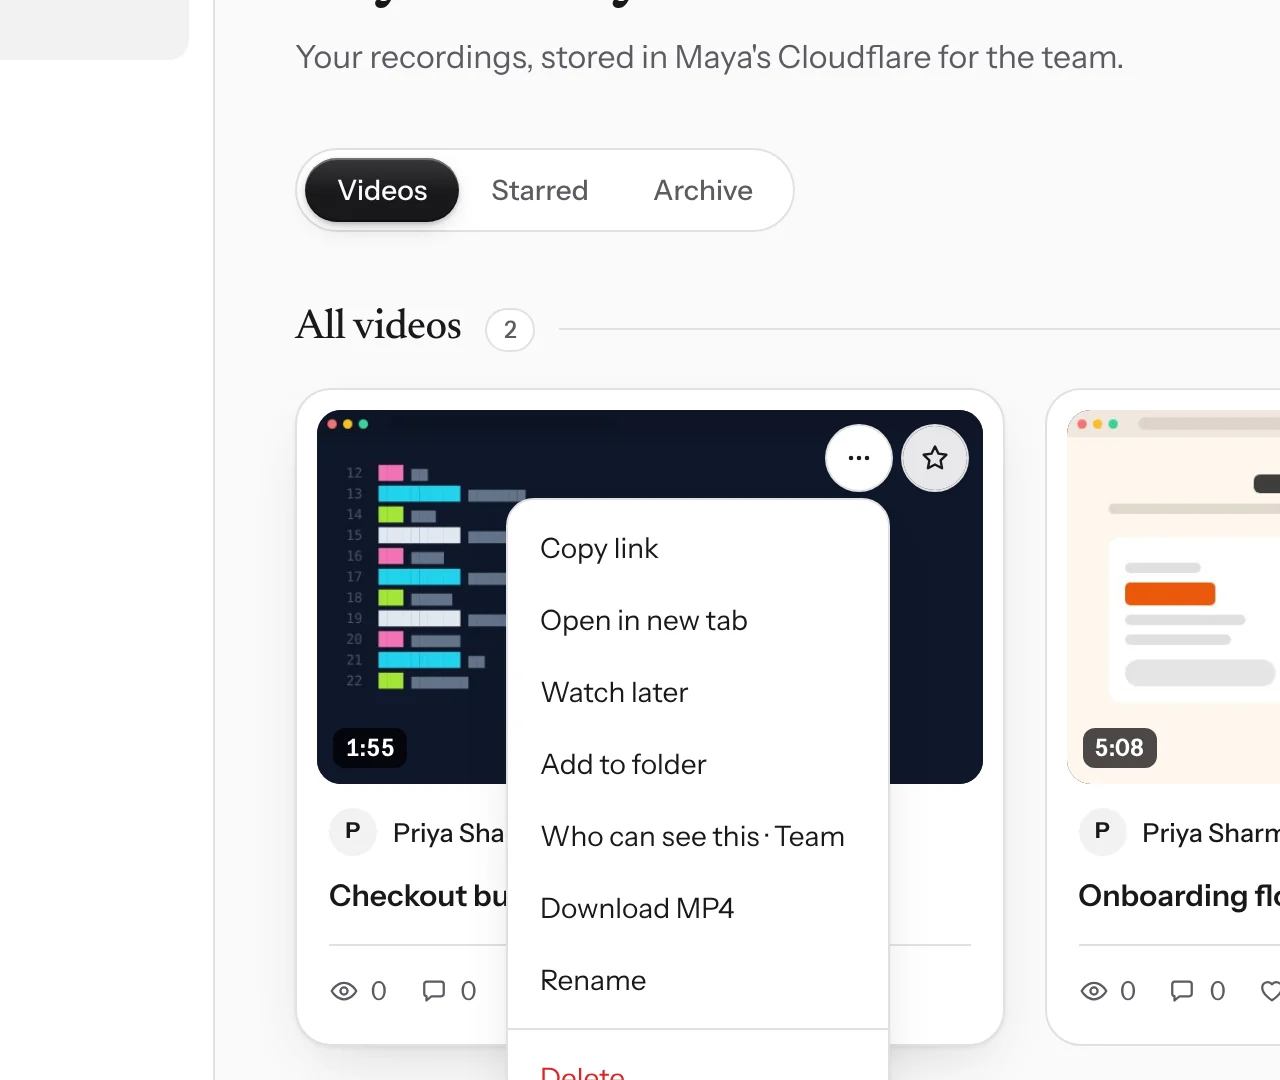 Your recordings, stored in Maya's Cloudflare for the team.
Videos
Starred
Archive
All videos
2
12
13
14
15
16
17
18
19
20
21
22
1:55
Copy link
Open in new tab
Watch later
Add to folder
Who can see this · Team
Download MP4
Rename
Delete
P
Priya Sha
Checkout bu
0
0
5:08
P
Priya Sharm
Onboarding flo
0
0